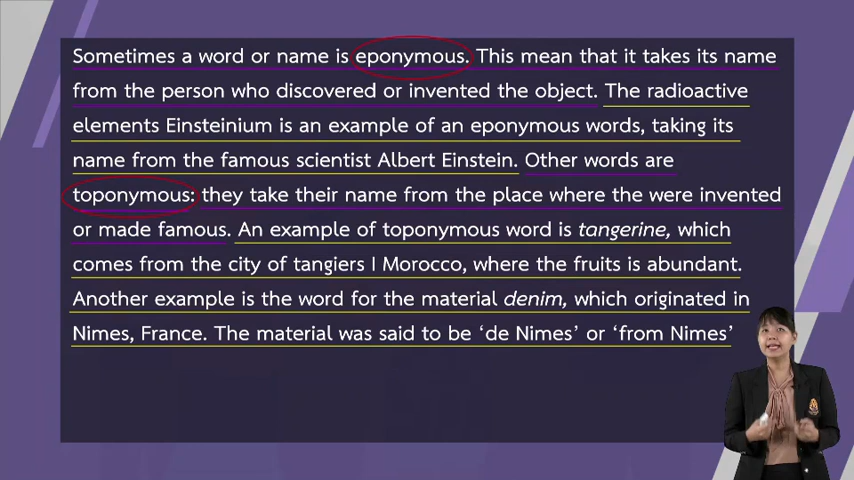 Sometimes a word or name is eponymous. This mean that it takes its name
from the person who discovered or invented the object. The radioactive
elements Einsteinium is an example of an eponymous words, taking its
name from the famous scientist Albert Einstein. Other words are
toponymous: they take their name from the place where the were invented
or made famous. An example of toponymous word is tangerine, which
comes from the city of tangiers I Morocco, where the fruits is abundant.
Another example is the word for the material denim, which originated in
Nimes, France. The material was said to be ‘de Nimes’ or ‘from Nimes’